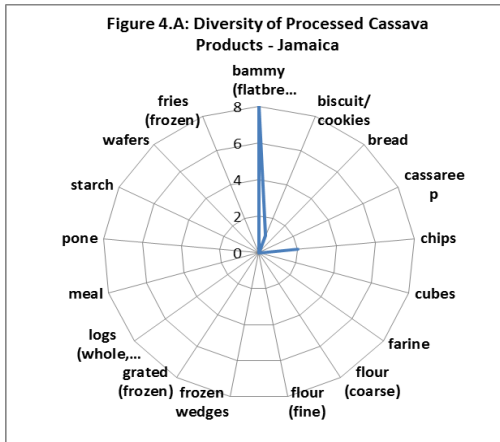 Figure 4.A: Diversity of Processed Cassava
Products - Jamaica
bammy
(flatbre...
biscuit/
cookies
bread
cassaree
p
chips
cubes
farine
flour
(coarse)
flour
(fine)
frozen
wedges
grated
(frozen)
logs
(whole,...
meal
pone
starch
wafers
fries
(frozen)
8
6
4
2
0